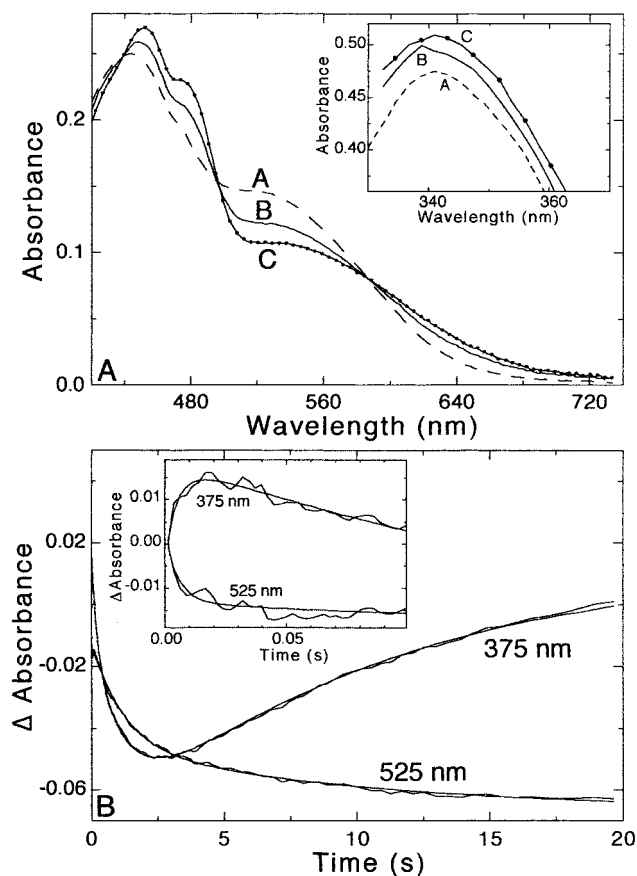 0.2
0.1
0.0
Absorbance
A
B
C
A
480
560
640
720
Wavelength (nm)
0.50
0.45
0.40
Absorbance
C
B
A
340
360
Wavelength (nm)
0.02
-0.02
-0.06
Δ Absorbance
375 nm
525 nm
B
0
5
10
15
20
Time (s)
0.01
0.00
-0.01
ΔAbsorbance
375 nm
525 nm
0.00
0.05
Time (s)